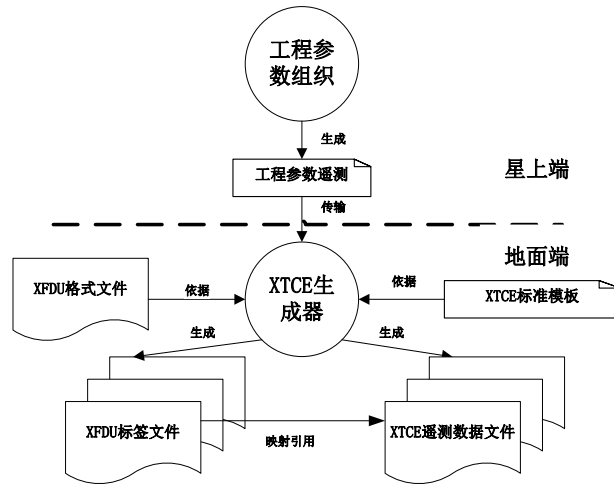 工程参
数组织
生成
工程参数遥测
星上端
传输
地面端
XFDU格式文件
依据
XTCE生
成器
依据
XTCE标准模板
生成
生成
XFDU标签文件
映射引用
XTCE遥测数据文件